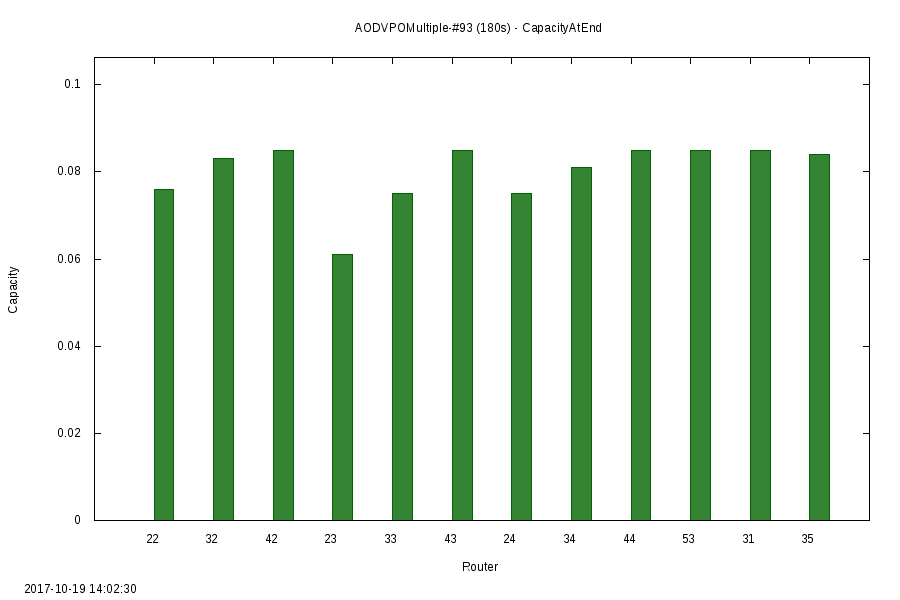 AODVPOMultiple-#93 (180s) - CapacityAtEnd
0.1
0.08
0.06
0.04
0.02
0
Capacity
22 32 42 23 33 43 24 34 44 53 31 35
Router
2017-10-19 14:02:30